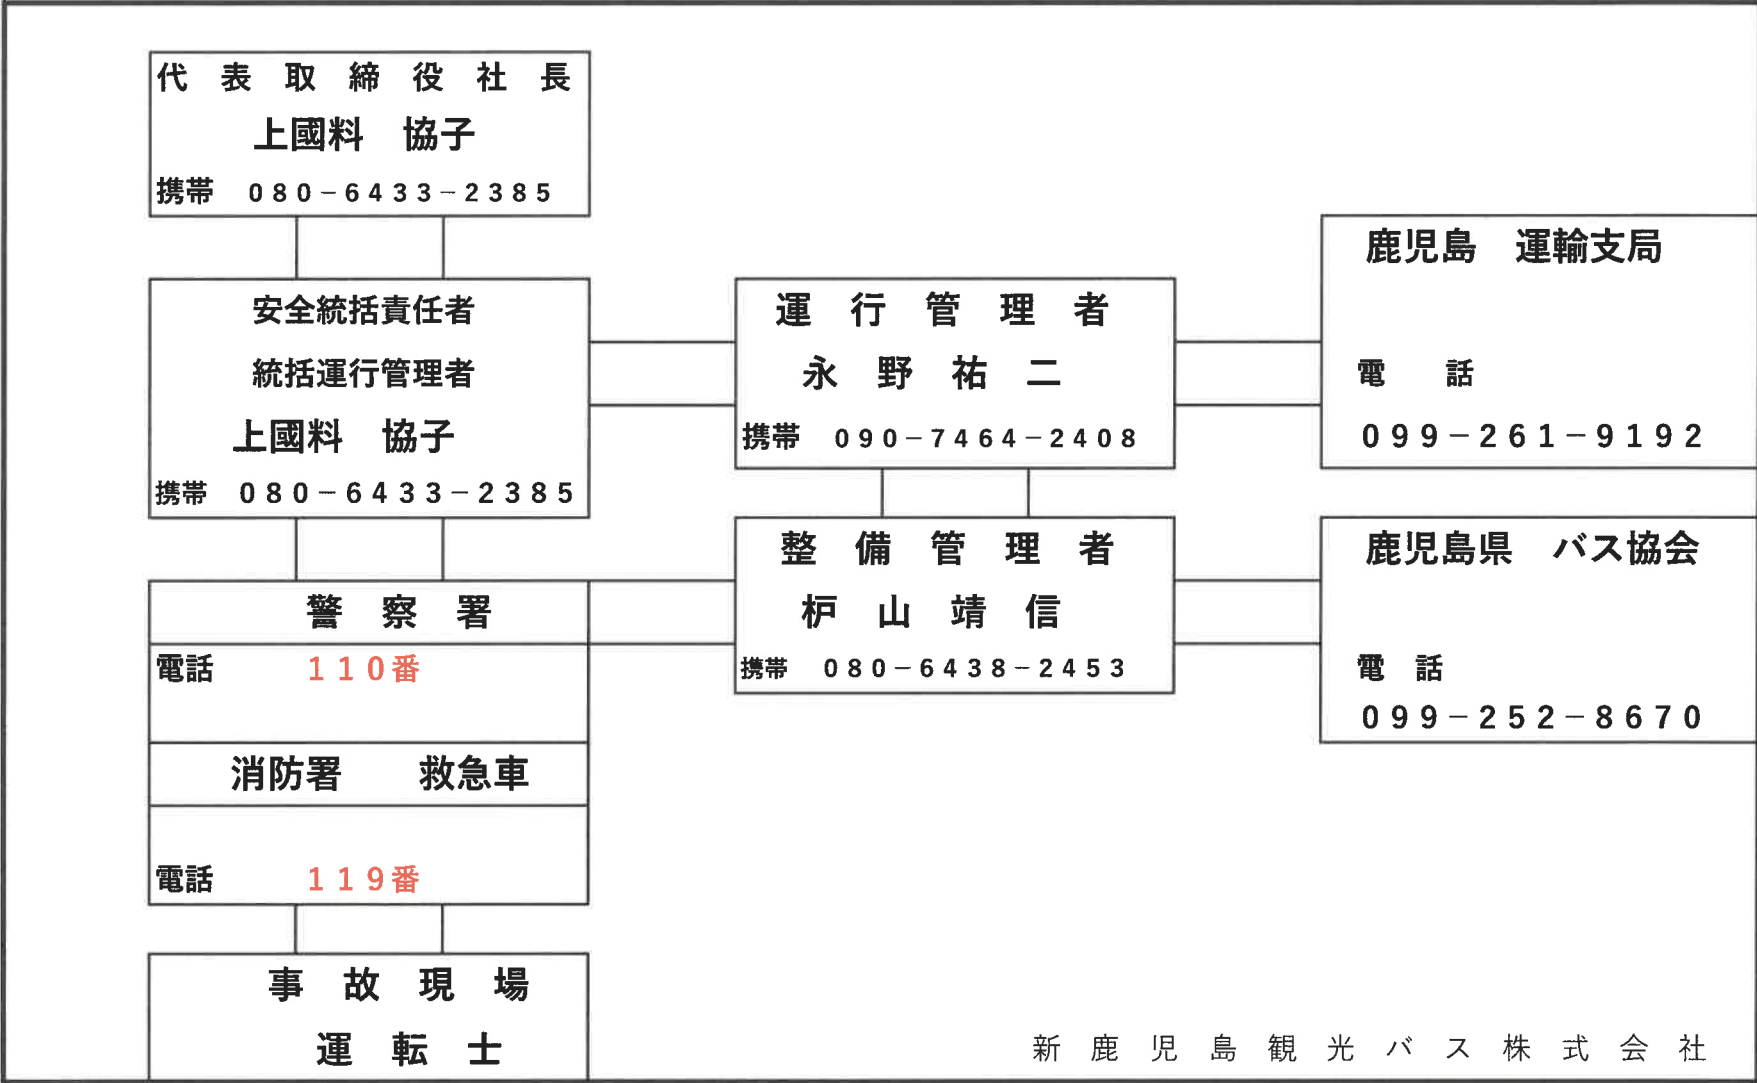 代表取締役社長
上國料 協子
携帯 080-6433-2385
安全統括責任者
統括運行管理者
上國料 協子
携帯 080-6433-2385
運行管理者
永野祐二
携帯 090-7464-2408
鹿児島 運輸支局
電 話
099-261-9192
整備管理者
枦山靖信
携帯 080-6438-2453
鹿児島県 バス協会
電 話
099-252-8670
警察署
電話 110番
消防署 救急車
電話 119番
事故現場
運転士
新鹿児島観光バス株式会社